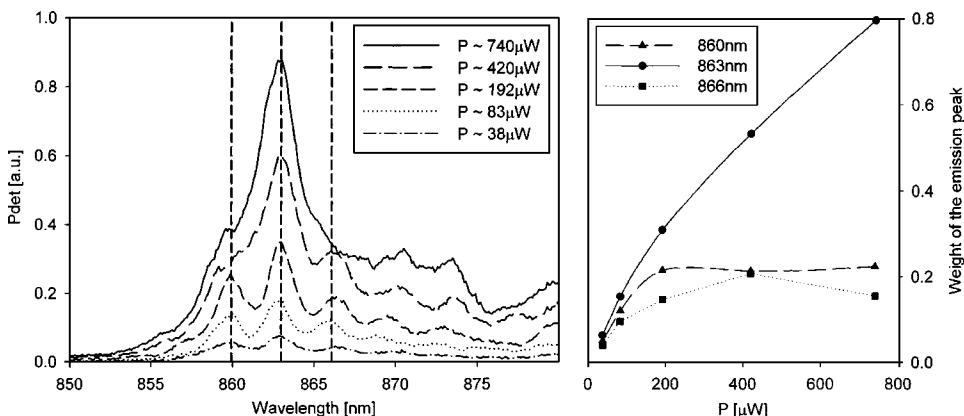 Pdet [a.u.]
1.0
0.8
0.6
0.4
0.2
0.0
P ~ 740µW
P ~ 420µW
P ~ 192µW
P ~ 83µW
P ~ 38µW
850 855 860 865 870 875
Wavelength [nm]
860nm
863nm
866nm
0.8
0.6
0.4
0.2
0.0
Weight of the emission peak
0 200 400 600 800
P [µW]